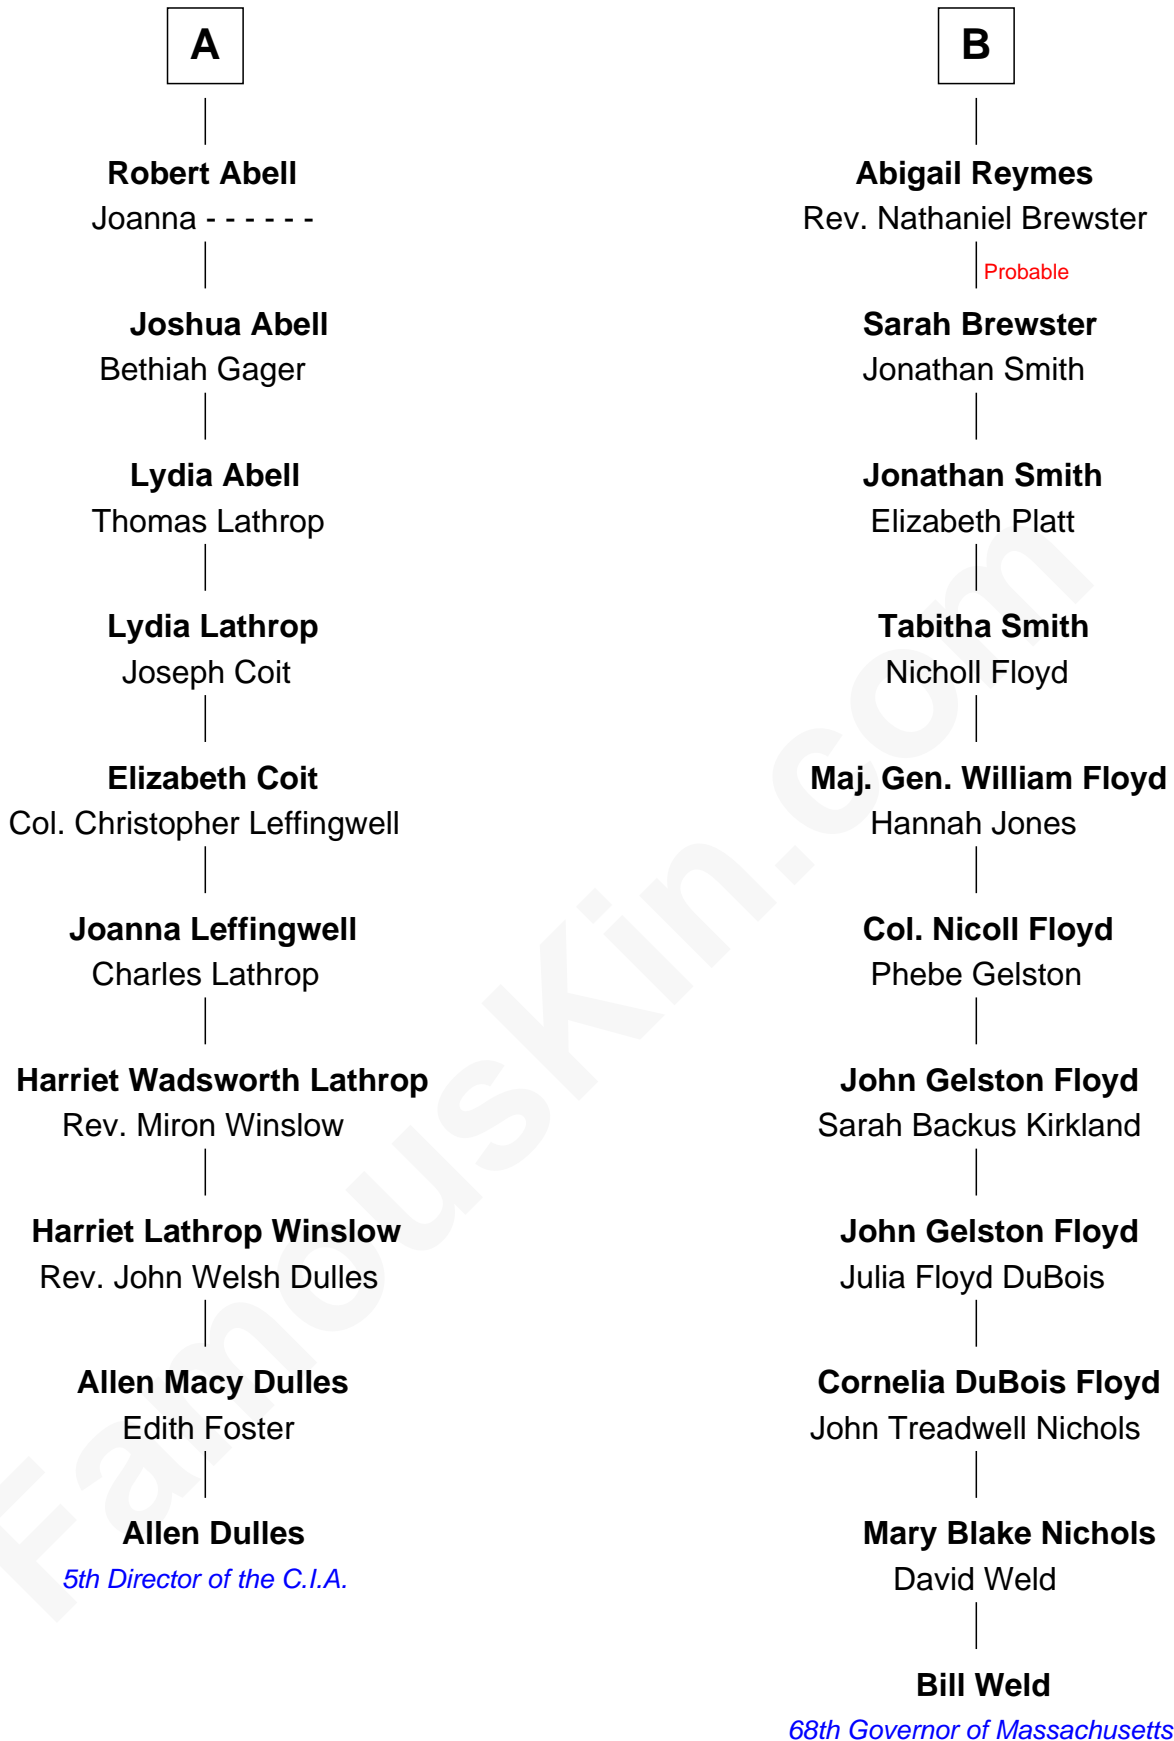 A
Robert Abell
Joanna - - - - - -
Joshua Abell
Bethiah Gager
Lydia Abell
Thomas Lathrop
Lydia Lathrop
Joseph Coit
Elizabeth Coit
Col. Christopher Leffingwell
Joanna Leffingwell
Charles Lathrop
Harriet Wadsworth Lathrop
Rev. Miron Winslow
Harriet Lathrop Winslow
Rev. John Welsh Dulles
Allen Macy Dulles
Edith Foster
Allen Dulles
5th Director of the C.I.A.
B
Abigail Reymes
Rev. Nathaniel Brewster
Probable
Sarah Brewster
Jonathan Smith
Jonathan Smith
Elizabeth Platt
Tabitha Smith
Nicholl Floyd
Maj. Gen. William Floyd
Hannah Jones
Col. Nicoll Floyd
Phebe Gelston
John Gelston Floyd
Sarah Backus Kirkland
John Gelston Floyd
Julia Floyd DuBois
Cornelia DuBois Floyd
John Treadwell Nichols
Mary Blake Nichols
David Weld
Bill Weld
68th Governor of Massachusetts
FamousKin.com